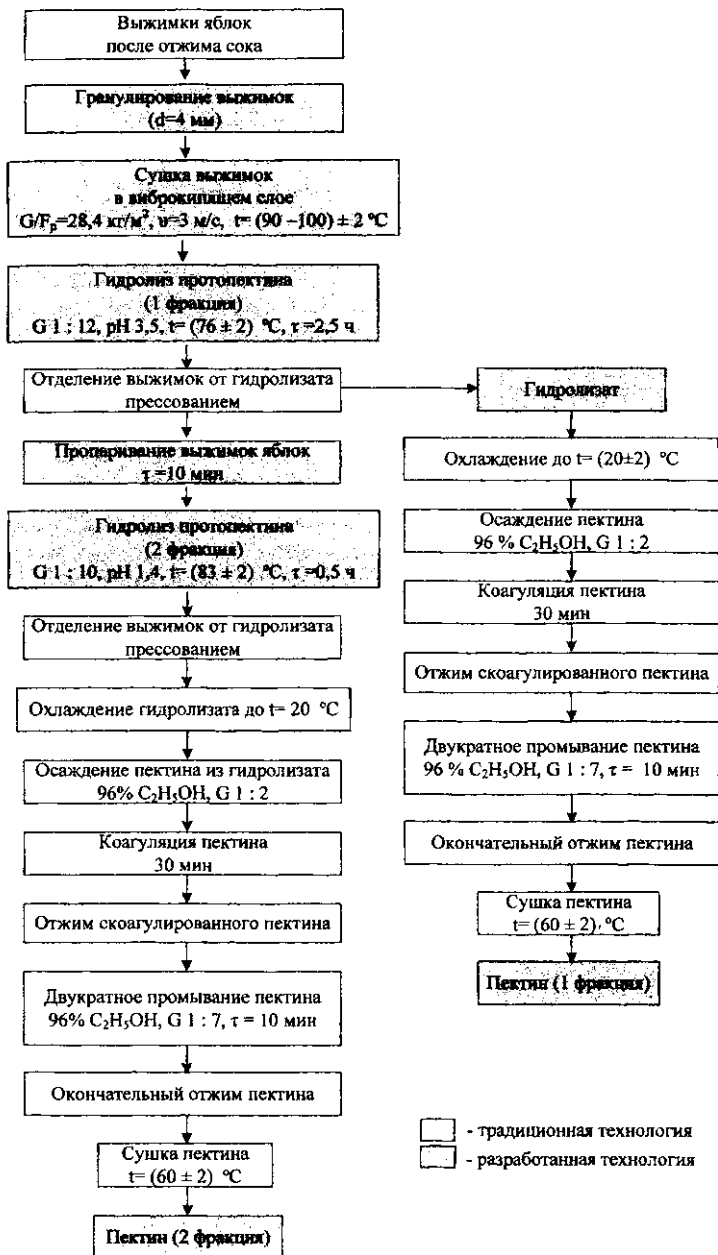 Выжимки яблок
после отжима сока
Гранулирование выжимок
(d=4 мм)
Сушка выжимок
в виброкипящем слое
G/Fр=28,4 кг/м², υ=3 м/с, t= (90 –100) ± 2 °С
Гидролиз протопектина
(1 фракция)
G 1 : 12, pH 3,5, t= (76 ± 2) °С, τ =2,5 ч
Отделение выжимок от гидролизата
прессованием
Пропаривание выжимок яблок
τ =10 мин
Гидролиз протопектина
(2 фракция)
G 1 : 10, pH 1,4, t= (83 ± 2) °С, τ =0,5 ч
Отделение выжимок от гидролизата
прессованием
Охлаждение гидролизата до t= 20 °С
Осаждение пектина из гидролизата
96% C₂H₅OH, G 1 : 2
Коагуляция пектина
30 мин
Отжим скоагулированного пектина
Двукратное промывание пектина
96% C₂H₅OH, G 1 : 7, τ = 10 мин
Окончательный отжим пектина
Сушка пектина
t= (60 ± 2) °С
Пектин (2 фракция)
Гидролизат
Охлаждение до t= (20±2) °С
Осаждение пектина
96 % C₂H₅OH, G 1 : 2
Коагуляция пектина
30 мин
Отжим скоагулированного пектина
Двукратное промывание пектина
96 % C₂H₅OH, G 1 : 7, τ = 10 мин
Окончательный отжим пектина
Сушка пектина
t= (60 ± 2) °С
Пектин (1 фракция)
- традиционная технология
- разработанная технология